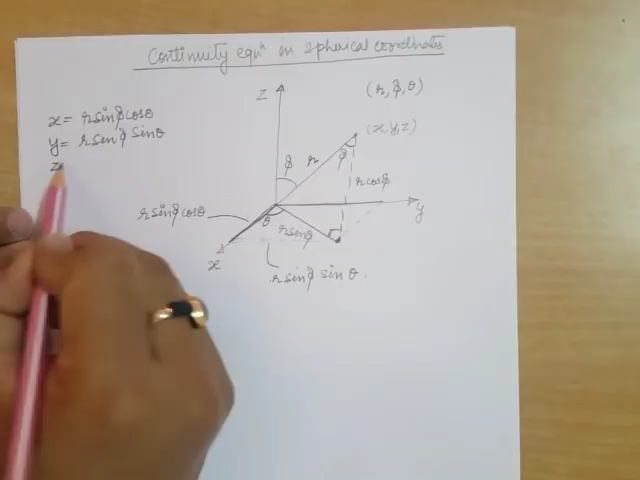 Continuity eqⁿ in spherical coordinates
z
(r, φ, θ)
x = r sinφ cosθ
y = r sinφ sinθ
z
(x, y, z)
φ
r
φ
r cosφ
r sinφ cosθ
θ
r sinφ
y
x
r sinφ sinθ.